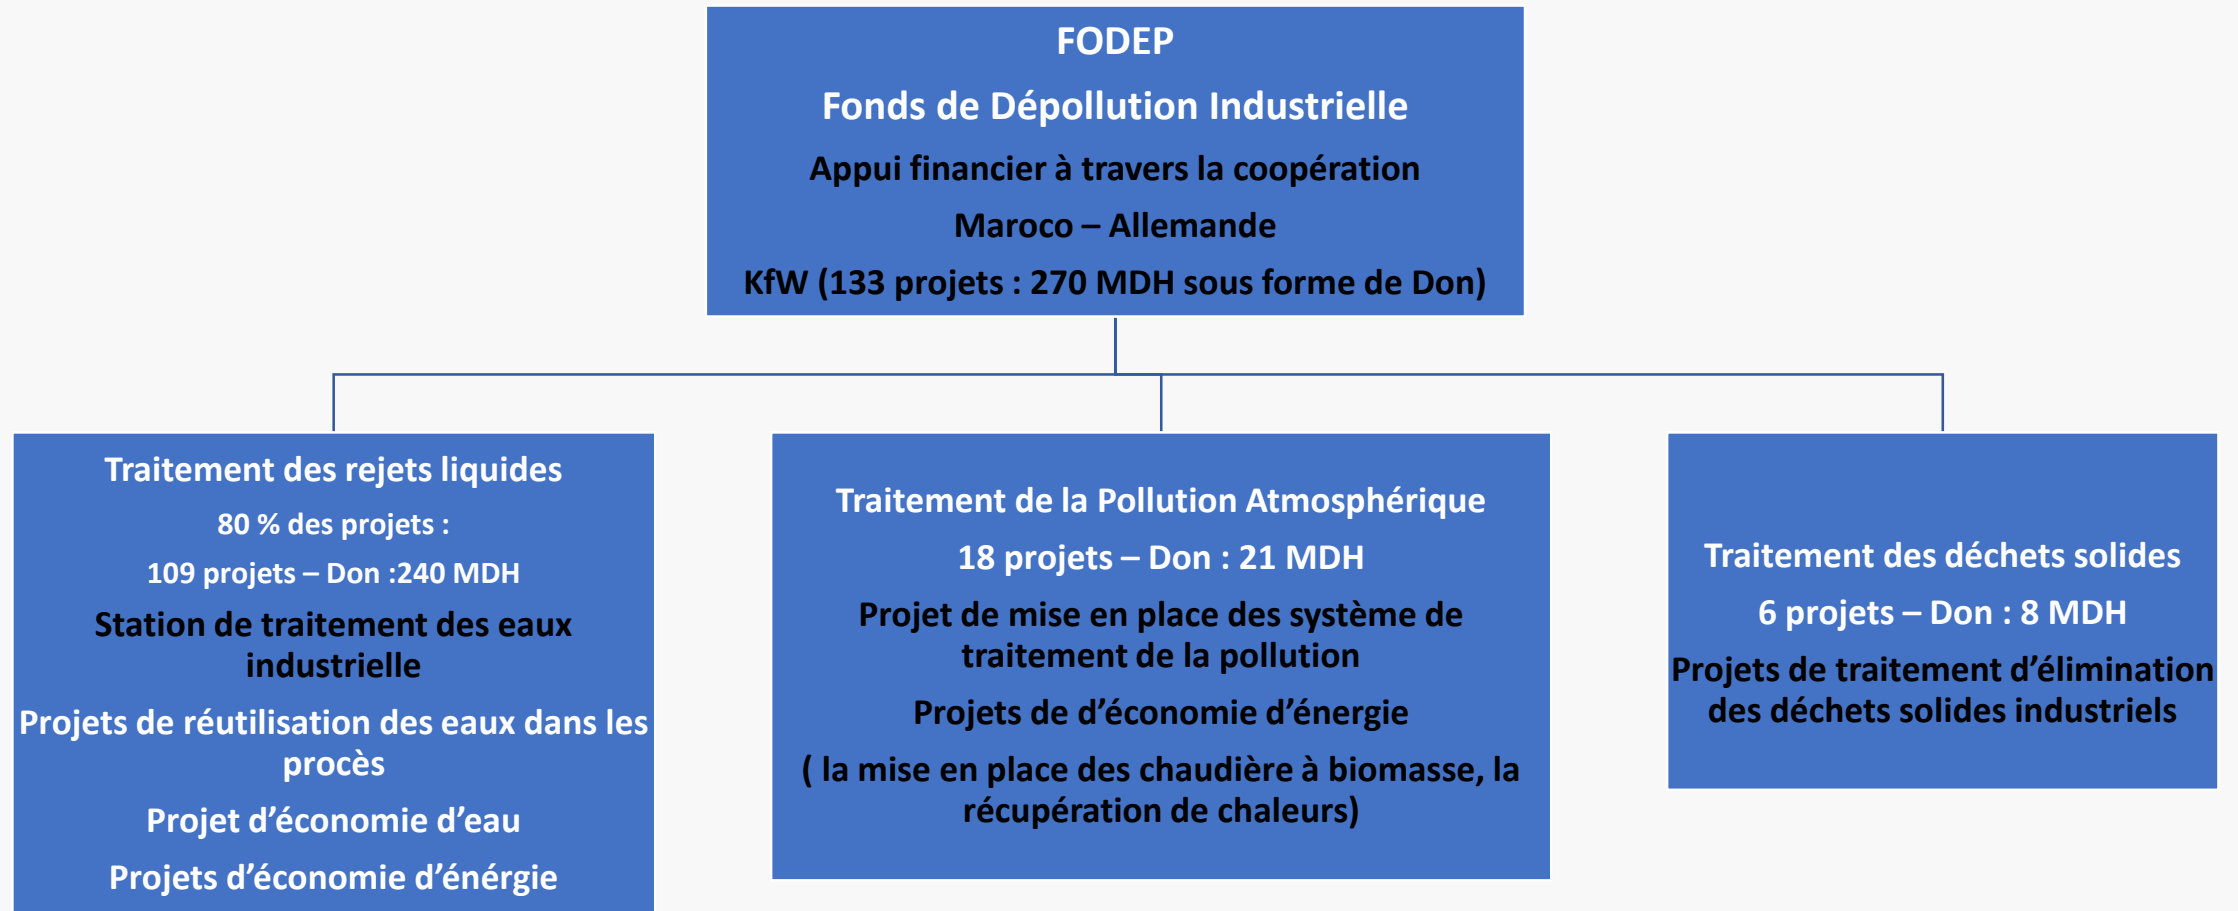 FODEP
Fonds de Dépollution Industrielle
Appui financier à travers la coopération
Maroco – Allemande
KfW (133 projets : 270 MDH sous forme de Don)
Traitement des rejets liquides
80 % des projets :
109 projets – Don :240 MDH
Station de traitement des eaux
industrielle
Projets de réutilisation des eaux dans les
procès
Projet d’économie d’eau
Projets d’économie d’énérgie
Traitement de la Pollution Atmosphérique
18 projets – Don : 21 MDH
Projet de mise en place des système de
traitement de la pollution
Projets de d’économie d’énergie
( la mise en place des chaudière à biomasse, la
récupération de chaleurs)
Traitement des déchets solides
6 projets – Don : 8 MDH
Projets de traitement d’élimination
des déchets solides industriels